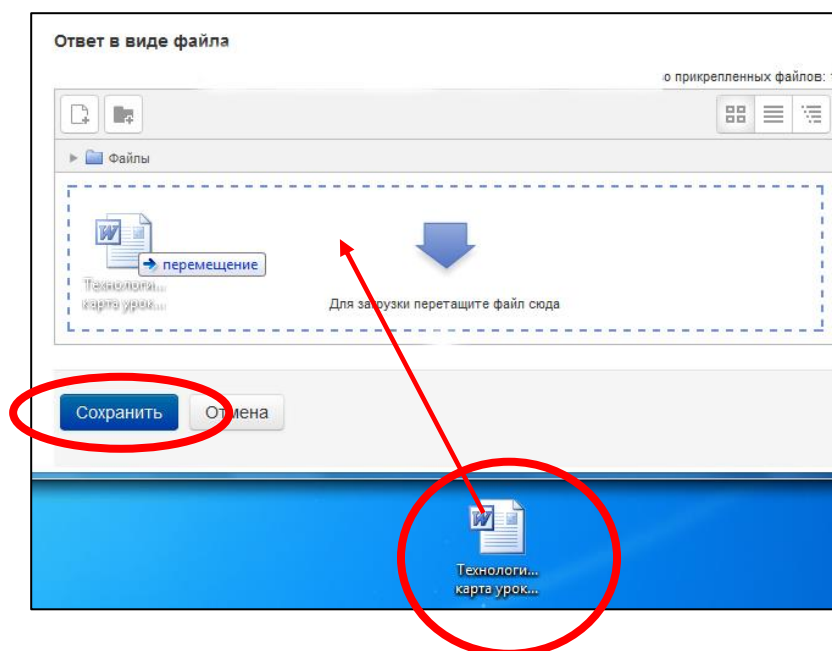 Ответ в виде файла
о прикрепленных файлов:
Файлы
перемещение
Технологи...
карта урок...
Для загрузки перетащите файл сюда
Сохранить
Отмена
Технологи...
карта урок...